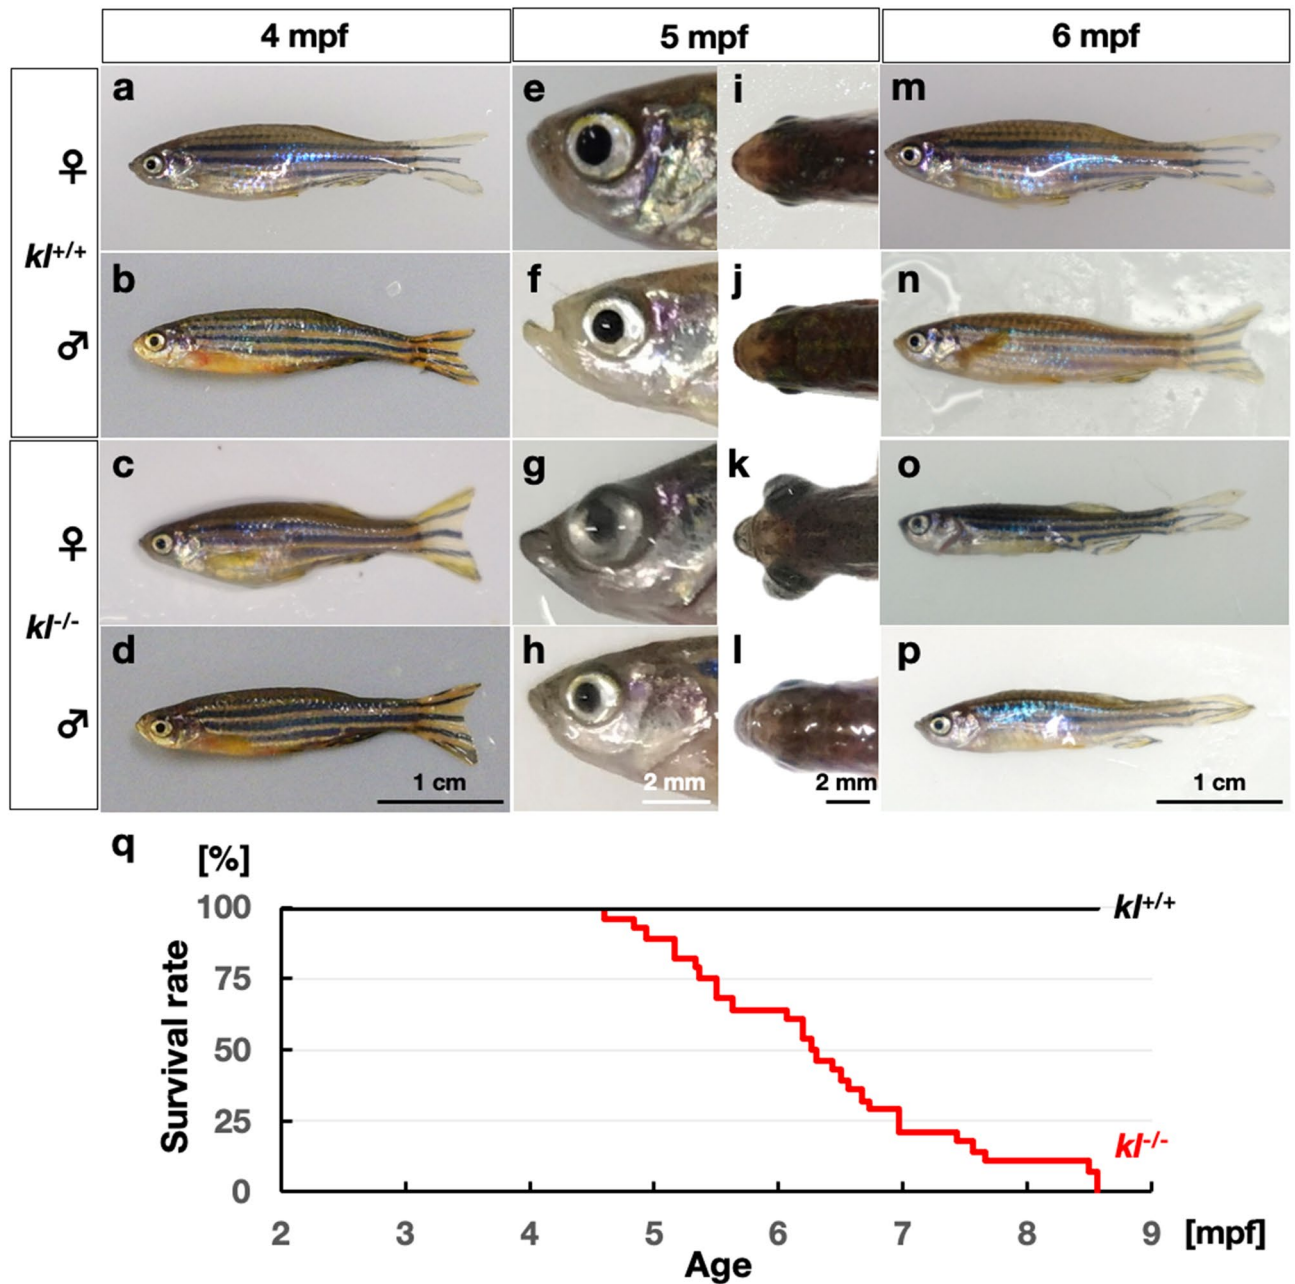 4 mpf 5 mpf 6 mpf
a e i m
♀
kl+/+
b f j n
♂
c g k o
♀
kl-/-
d h l p
♂
1 cm 2 mm 2 mm 1 cm
q
[%]
100 kl+/+
75
50
25 kl-/-
0
Survival rate
2 3 4 5 6 7 8 9 [mpf]
Age